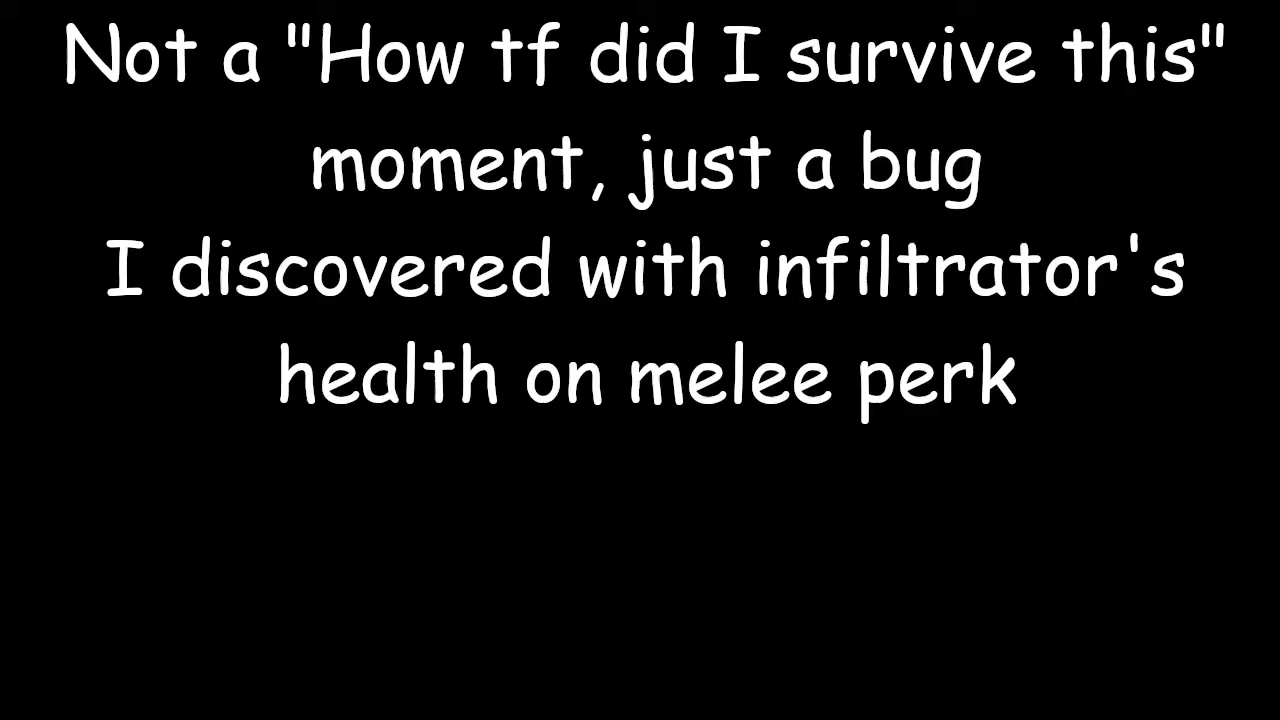 Not a "How tf did I survive this"
moment, just a bug
I discovered with infiltrator's
health on melee perk